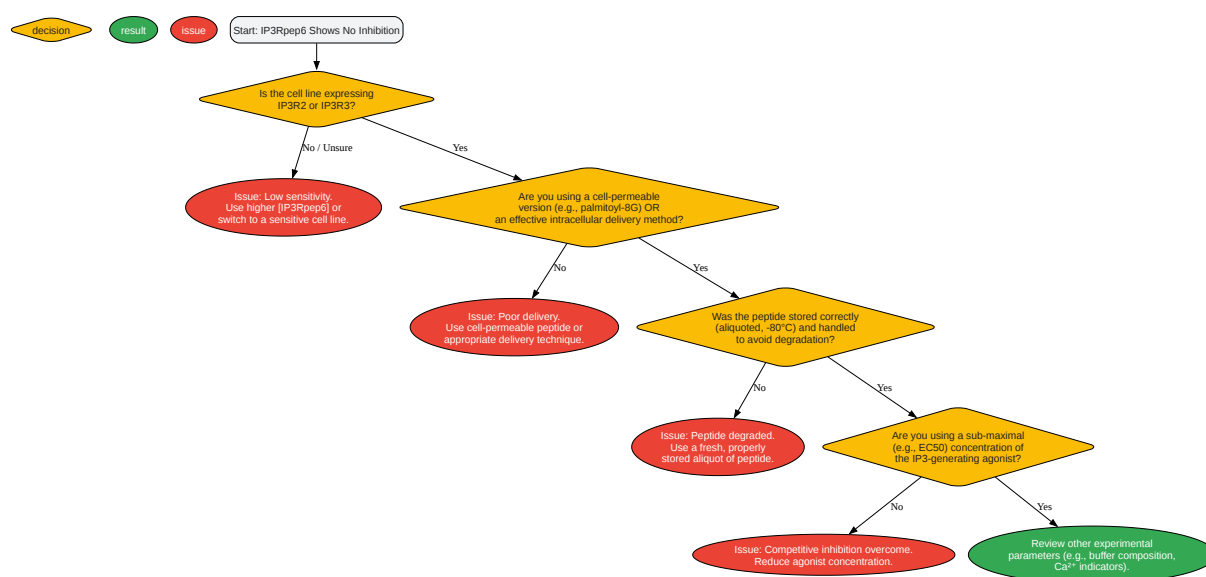 decision
result
issue
Start: IP3Rpep6 Shows No Inhibition
Is the cell line expressing
IP3R2 or IP3R3?
No / Unsure
Yes
Issue: Low sensitivity.
Use higher [IP3Rpep6] or
switch to a sensitive cell line.
Are you using a cell-permeable
version (e.g., palmitoyl-8G) OR
an effective intracellular delivery method?
No
Yes
Issue: Poor delivery.
Use cell-permeable peptide or
appropriate delivery technique.
Was the peptide stored correctly
(aliquoted, -80°C) and handled
to avoid degradation?
No
Yes
Issue: Peptide degraded.
Use a fresh, properly
stored aliquot of peptide.
Are you using a sub-maximal
(e.g., EC50) concentration of
the IP3-generating agonist?
No
Yes
Issue: Competitive inhibition overcome.
Reduce agonist concentration.
Review other experimental
parameters (e.g., buffer composition,
Ca²⁺ indicators).